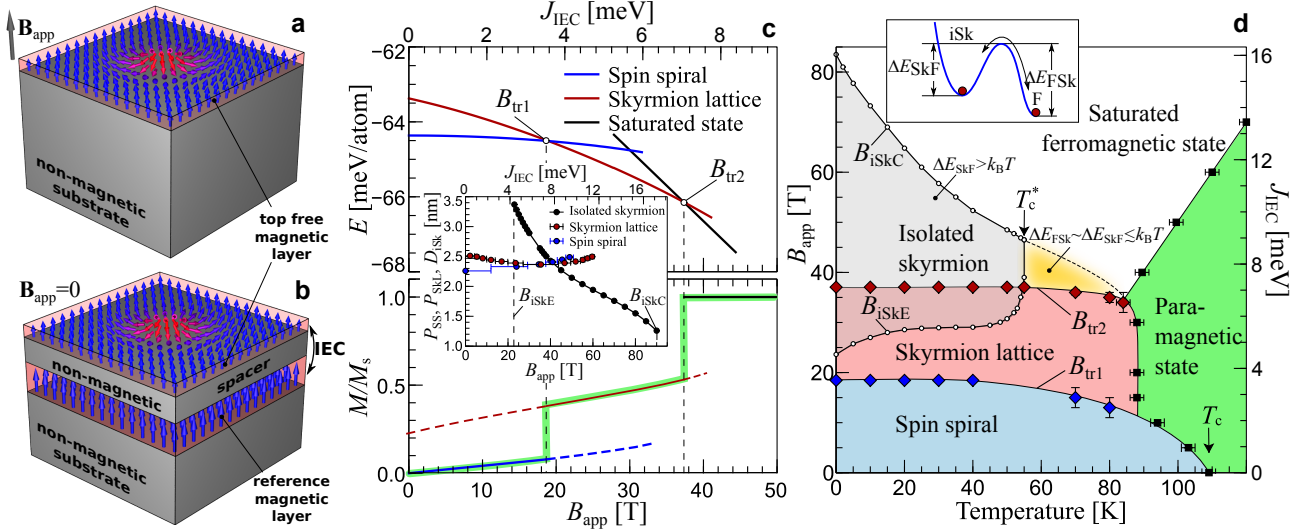 a
B_app
non-magnetic
substrate
top free
magnetic
layer
b
B_app=0
IEC
non-magnetic
spacer
non-magnetic
substrate
reference
magnetic
layer
c
J_IEC [meV]
0 2 4 6 8
−62
−64
−66
−68
E [meV/atom]
Spin spiral
Skyrmion lattice
Saturated state
B_tr1
B_tr2
J_IEC [meV]
0 4 8 12 16
3.5
3.0
2.5
2.0
1.5
1.0
P_SS, P_SkL, D_iSk [nm]
Isolated skyrmion
Skyrmion lattice
Spin spiral
B_iSkE
B_iSkC
0 20 40 60 80
B_app [T]
1.0
0.5
0.0
M/M_s
0 10 20 30 40 50
B_app [T]
d
iSk
ΔE_SkF
ΔE_FSk
F
Saturated
ferromagnetic state
B_iSkC
ΔE_SkF>k_BT
T_c^*
ΔE_FSk~ΔE_SkF≲k_BT
Isolated
skyrmion
B_iSkE
B_tr2
Para-
magnetic
state
Skyrmion lattice
B_tr1
Spin spiral
T_c
80
60
40
20
0
B_app [T]
16
12
8
4
0
J_IEC [meV]
0 10 20 30 40 50 60 70 80 90 100
Temperature [K]